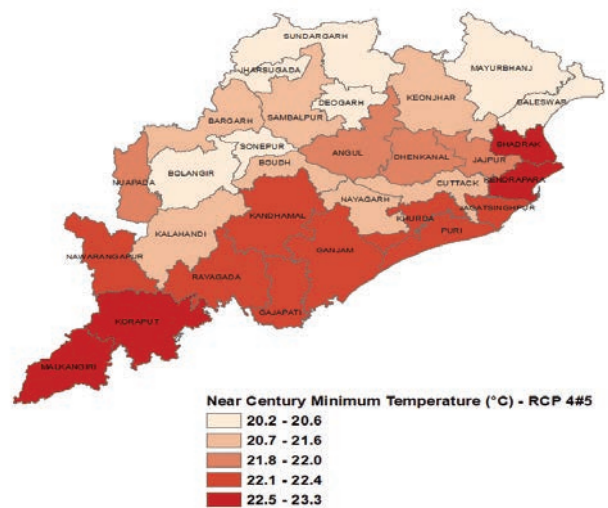 SUNDARGARH
JHARSUGADA
MAYURBHANJ
DEOGARH
KEONJHAR
BALESWAR
BARGARH
SAMBALPUR
BHADRAK
SONEPUR
ANGUL
DHENKANAL
JAJPUR
NUAPADA
BOLANGIR
BOUDH
KENDRAPARA
CUTTACK
NAYAGARH
JAGATSINGHPUR
KANDHAMAL
KHURDA
KALAHANDI
PURI
NAWARANGAPUR
GANJAM
RAYAGADA
GAJAPATI
KORAPUT
MALKANGIRI
Near Century Minimum Temperature (°C) - RCP 4#5
20.2 - 20.6
20.7 - 21.6
21.8 - 22.0
22.1 - 22.4
22.5 - 23.3